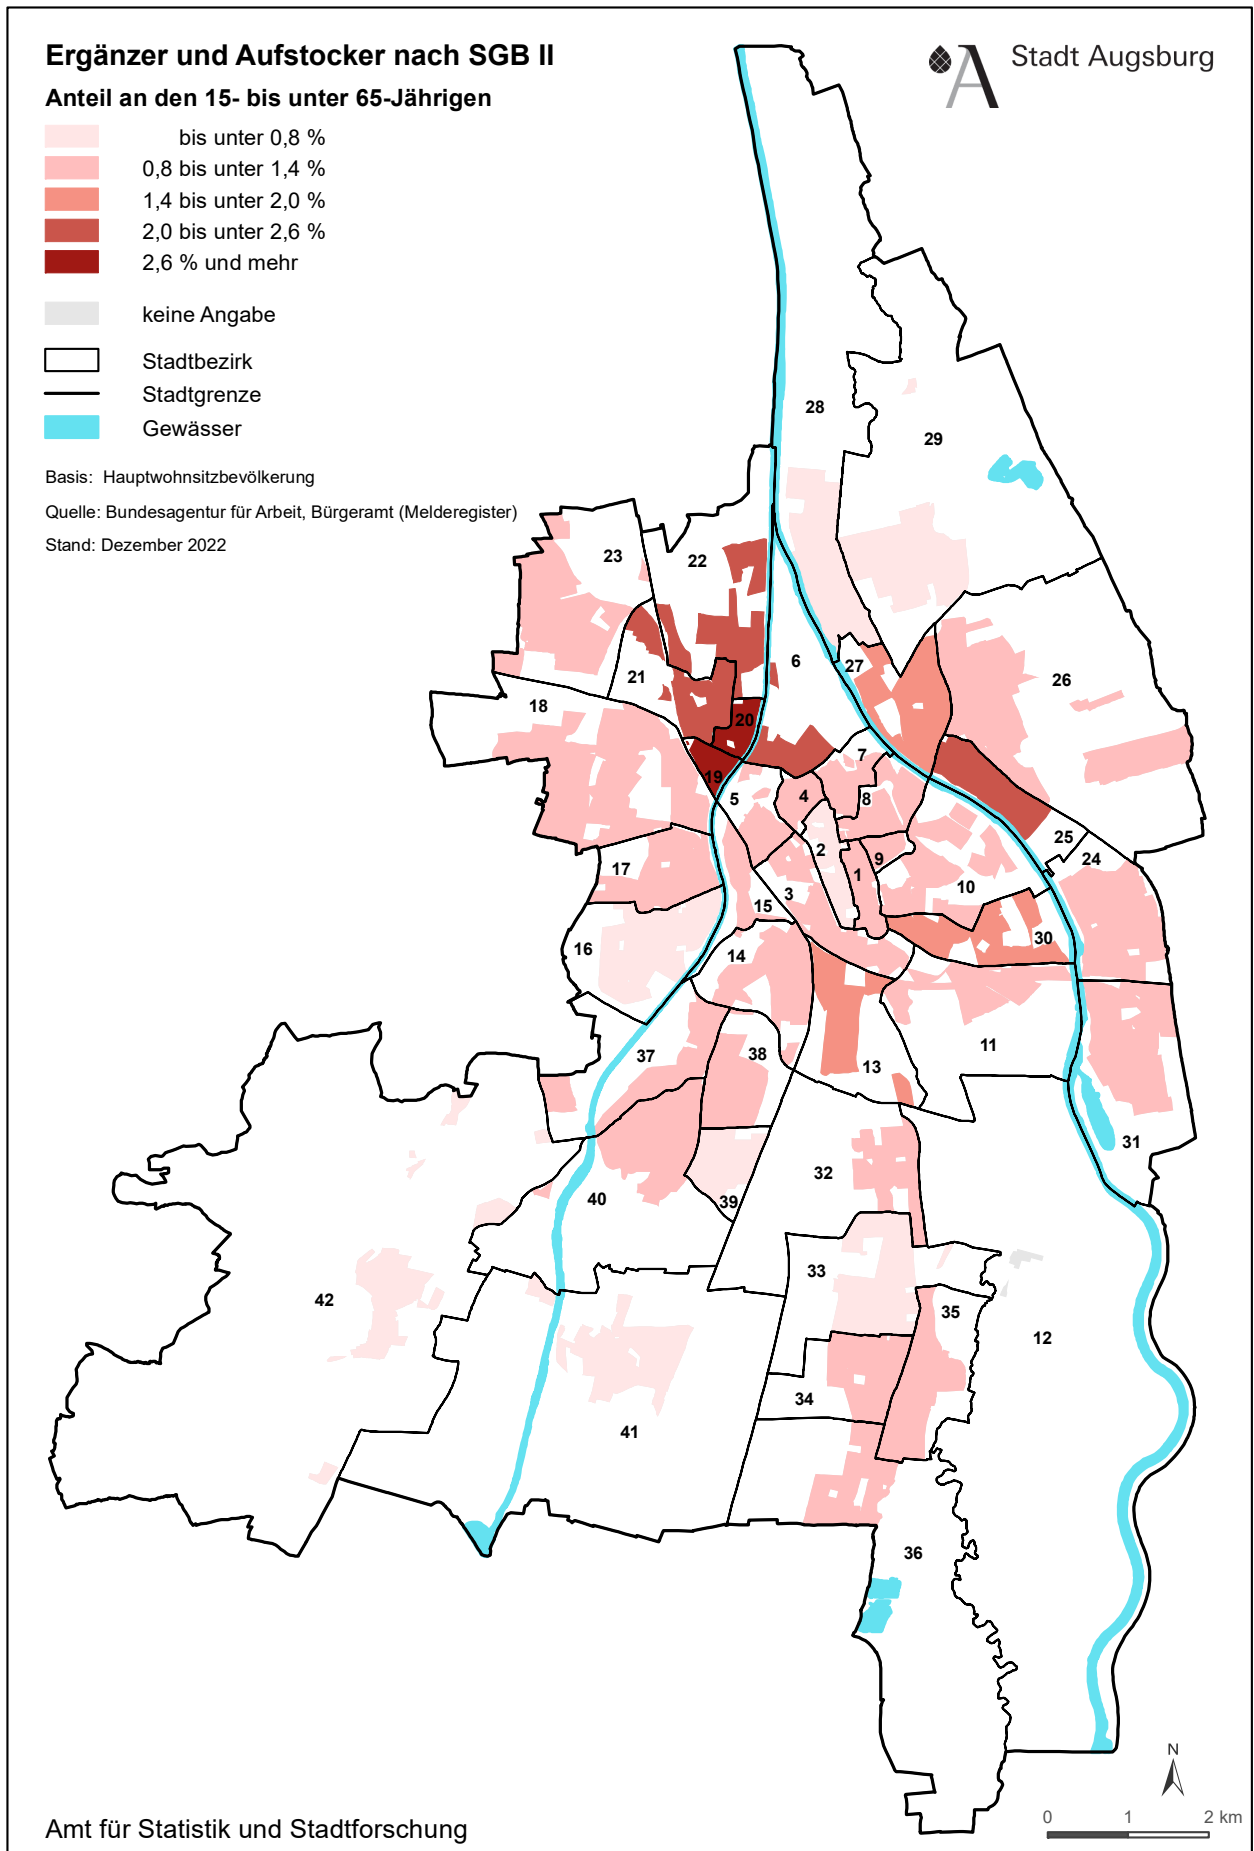 Ergänzer und Aufstocker nach SGB II
Anteil an den 15- bis unter 65-Jährigen
bis unter 0,8 %
0,8 bis unter 1,4 %
1,4 bis unter 2,0 %
2,0 bis unter 2,6 %
2,6 % und mehr
keine Angabe
Stadtbezirk
Stadtgrenze
Gewässer
Basis: Hauptwohnsitzbevölkerung
Quelle: Bundesagentur für Arbeit, Bürgeramt (Melderegister)
Stand: Dezember 2022
A Stadt Augsburg
28
29
23
22
6
27
21
26
18
20
7
19
5
4
8
25
2
9
24
17
1
10
3
15
30
16
14
11
37
38
13
31
32
40
39
33
42
35
12
34
41
36
N
0 1 2 km
Amt für Statistik und Stadtforschung